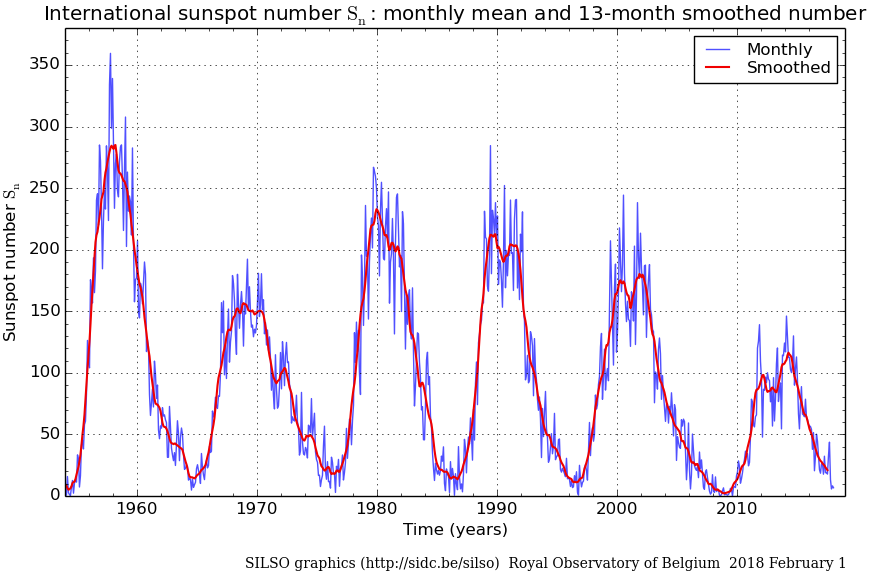 International sunspot number Sn : monthly mean and 13-month smoothed number
350
300
250
200
150
100
50
0
Sunspot number Sn
Monthly
Smoothed
1960 1970 1980 1990 2000 2010
Time (years)
SILSO graphics (http://sidc.be/silso) Royal Observatory of Belgium 2018 February 1